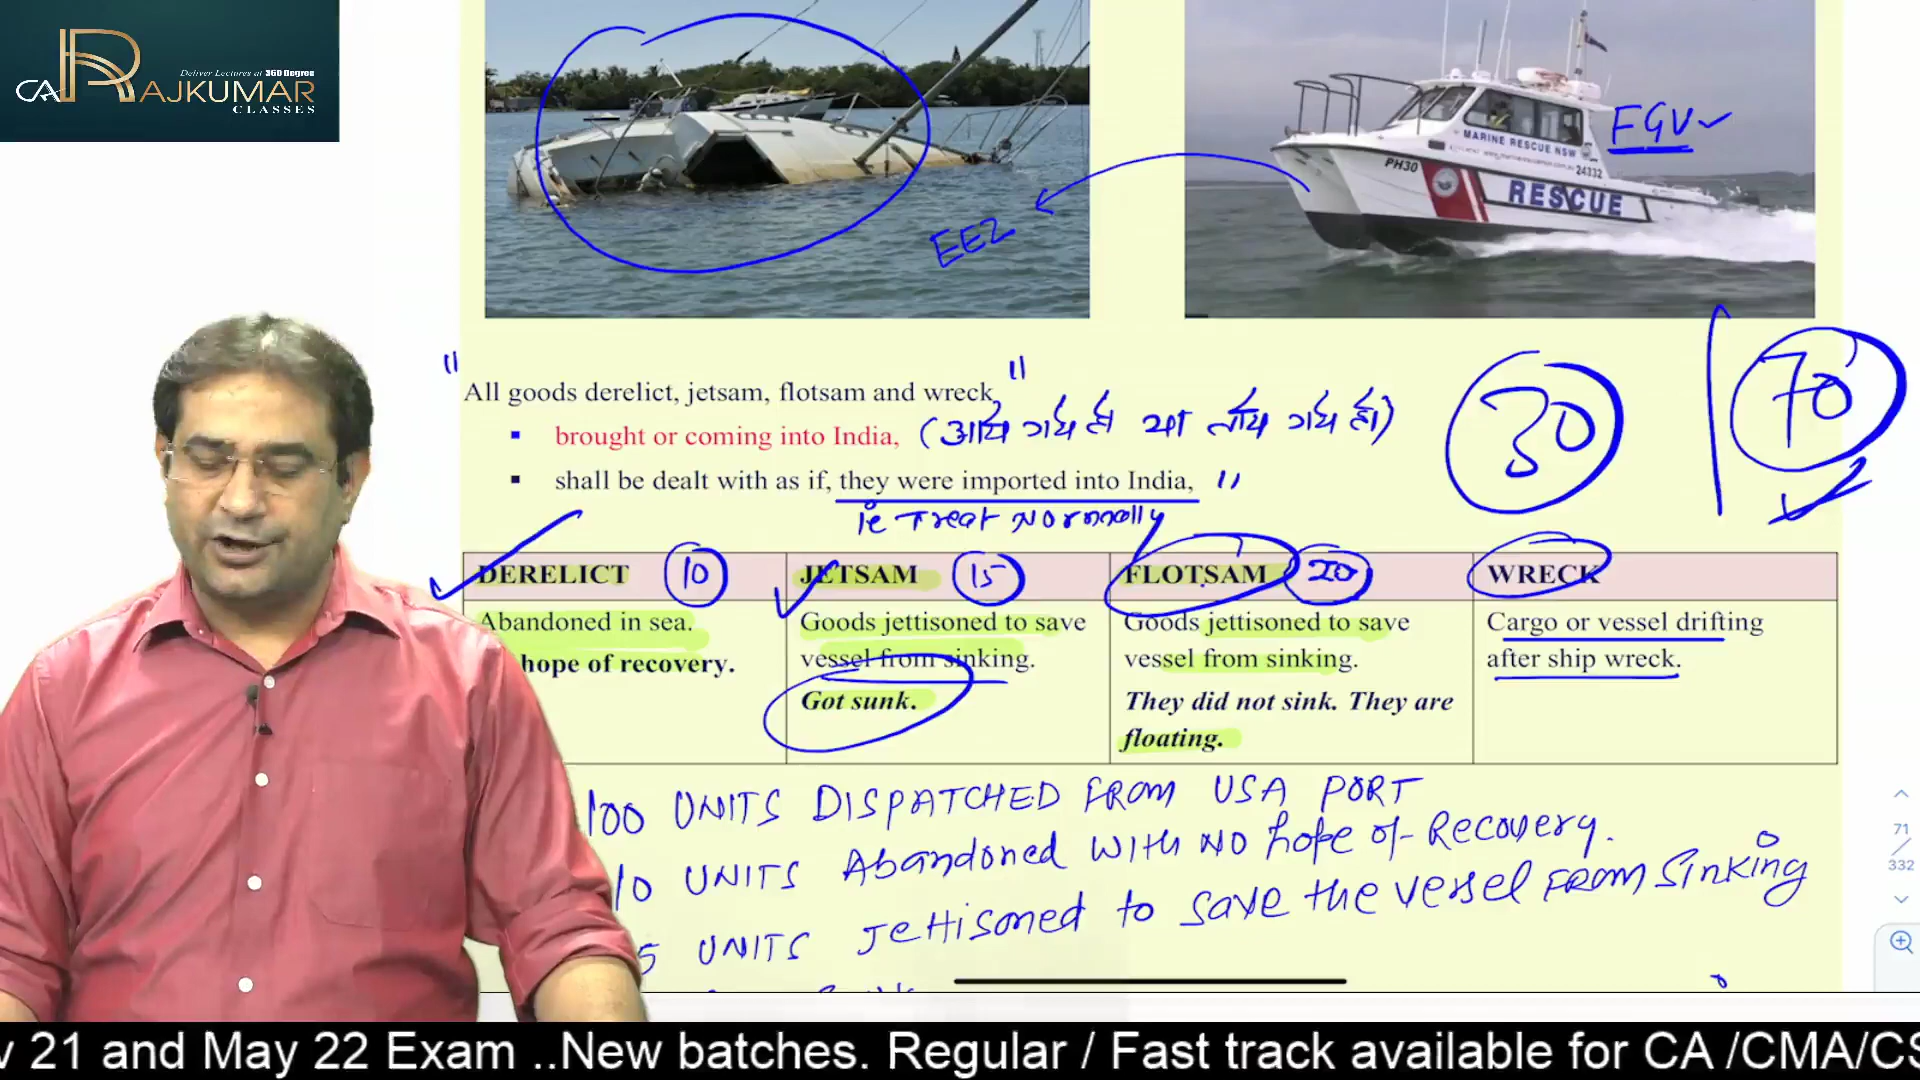 Deliver Lectures at 360 Degree
CA RAJKUMAR
CLASSES
MARINE RESCUE NSW
PH30
24332
RESCUE
FGV
EEZ
" All goods derelict, jetsam, flotsam and wreck, "
▪ brought or coming into India,
▪ shall be dealt with as if, they were imported into India, "
ie Treat Normally
30
70
DERELICT 10 JETSAM 15 FLOTSAM 20 WRECK
Abandoned in sea. Goods jettisoned to save Goods jettisoned to save Cargo or vessel drifting
hope of recovery. vessel from sinking. vessel from sinking. after ship wreck.
Got sunk. They did not sink. They are
floating.
100 UNITS DISPATCHED FROM USA PORT
10 UNITS Abandoned WITH NO hope of Recovery.
5 UNITS Jettisoned to save the vessel FROM Sinking
71
332
21 and May 22 Exam ..New batches. Regular / Fast track available for CA /CMA/CS